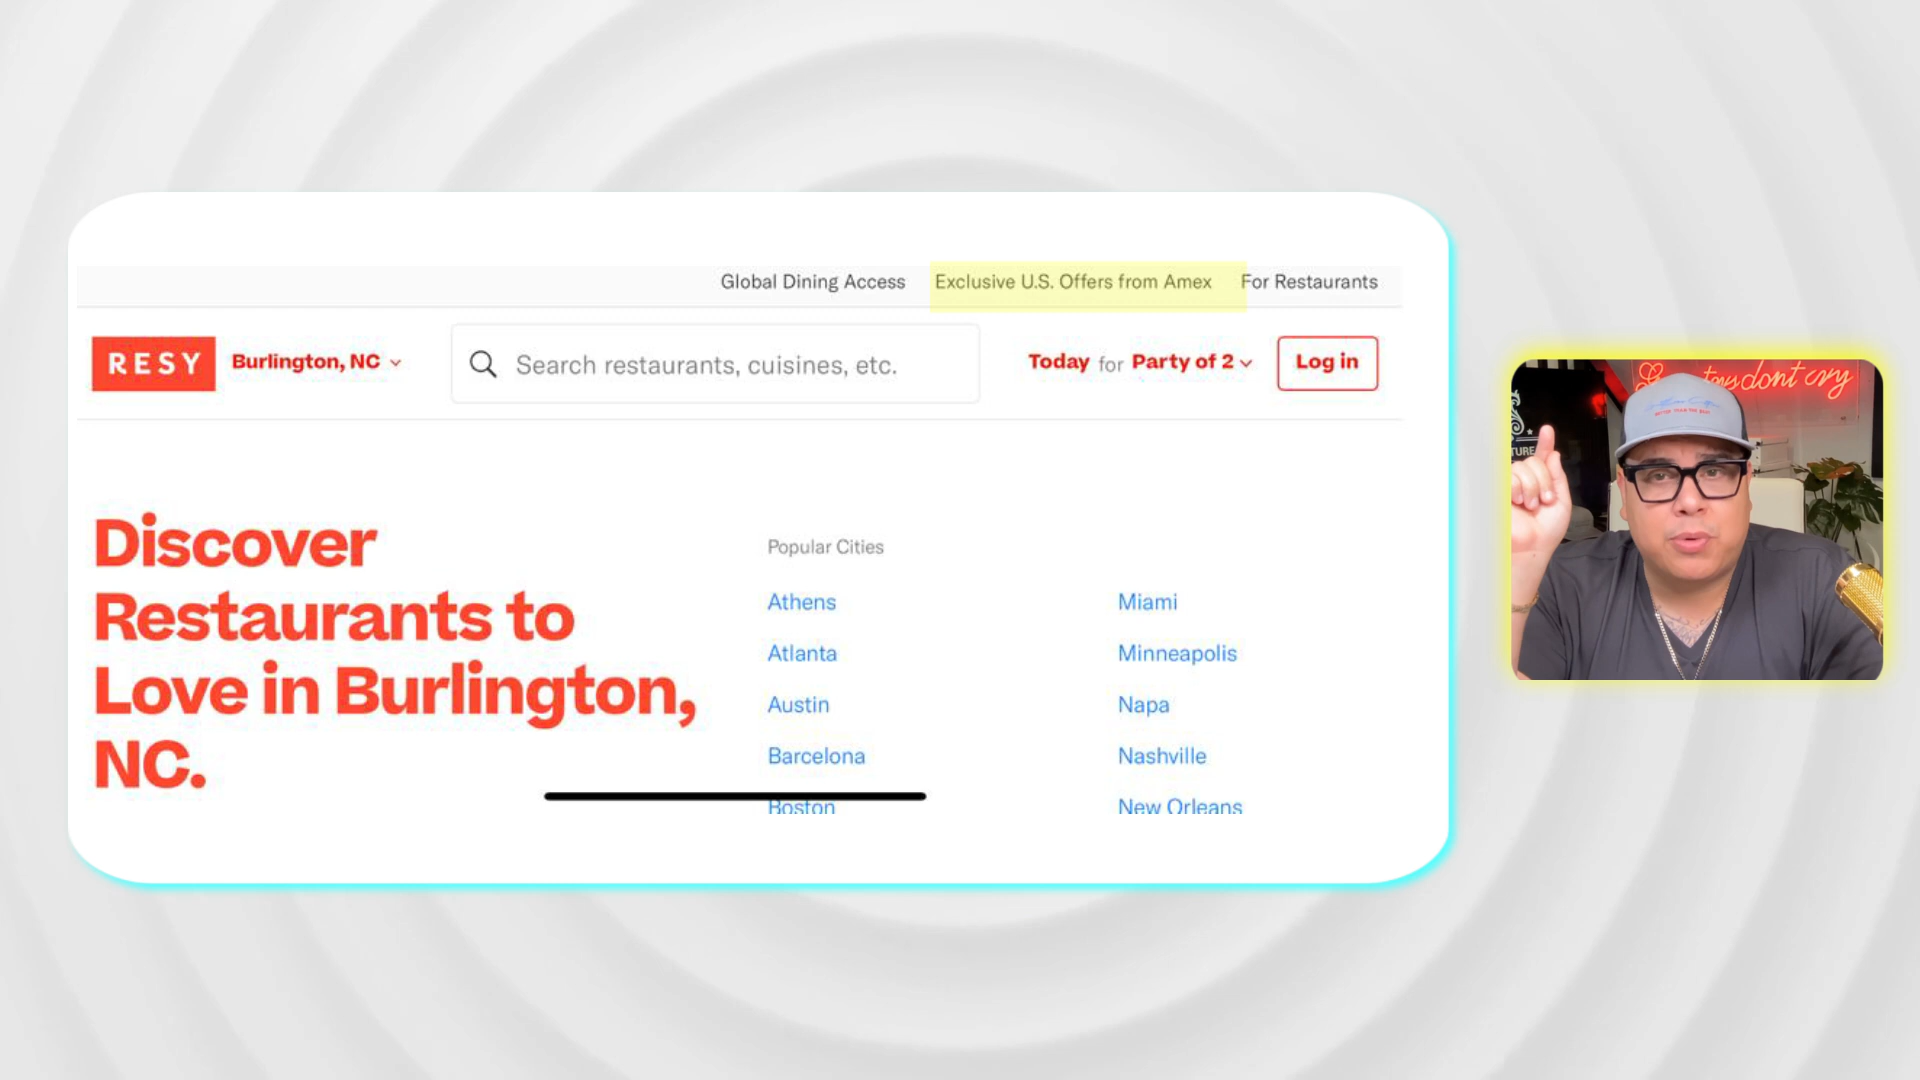 Global Dining Access Exclusive U.S. Offers from Amex For Restaurants
RESY Burlington, NC Search restaurants, cuisines, etc. Today for Party of 2 Log in
Discover
Restaurants to
Love in Burlington,
NC.
Popular Cities
Athens Miami
Atlanta Minneapolis
Austin Napa
Barcelona Nashville
Boston New Orleans
dont cry